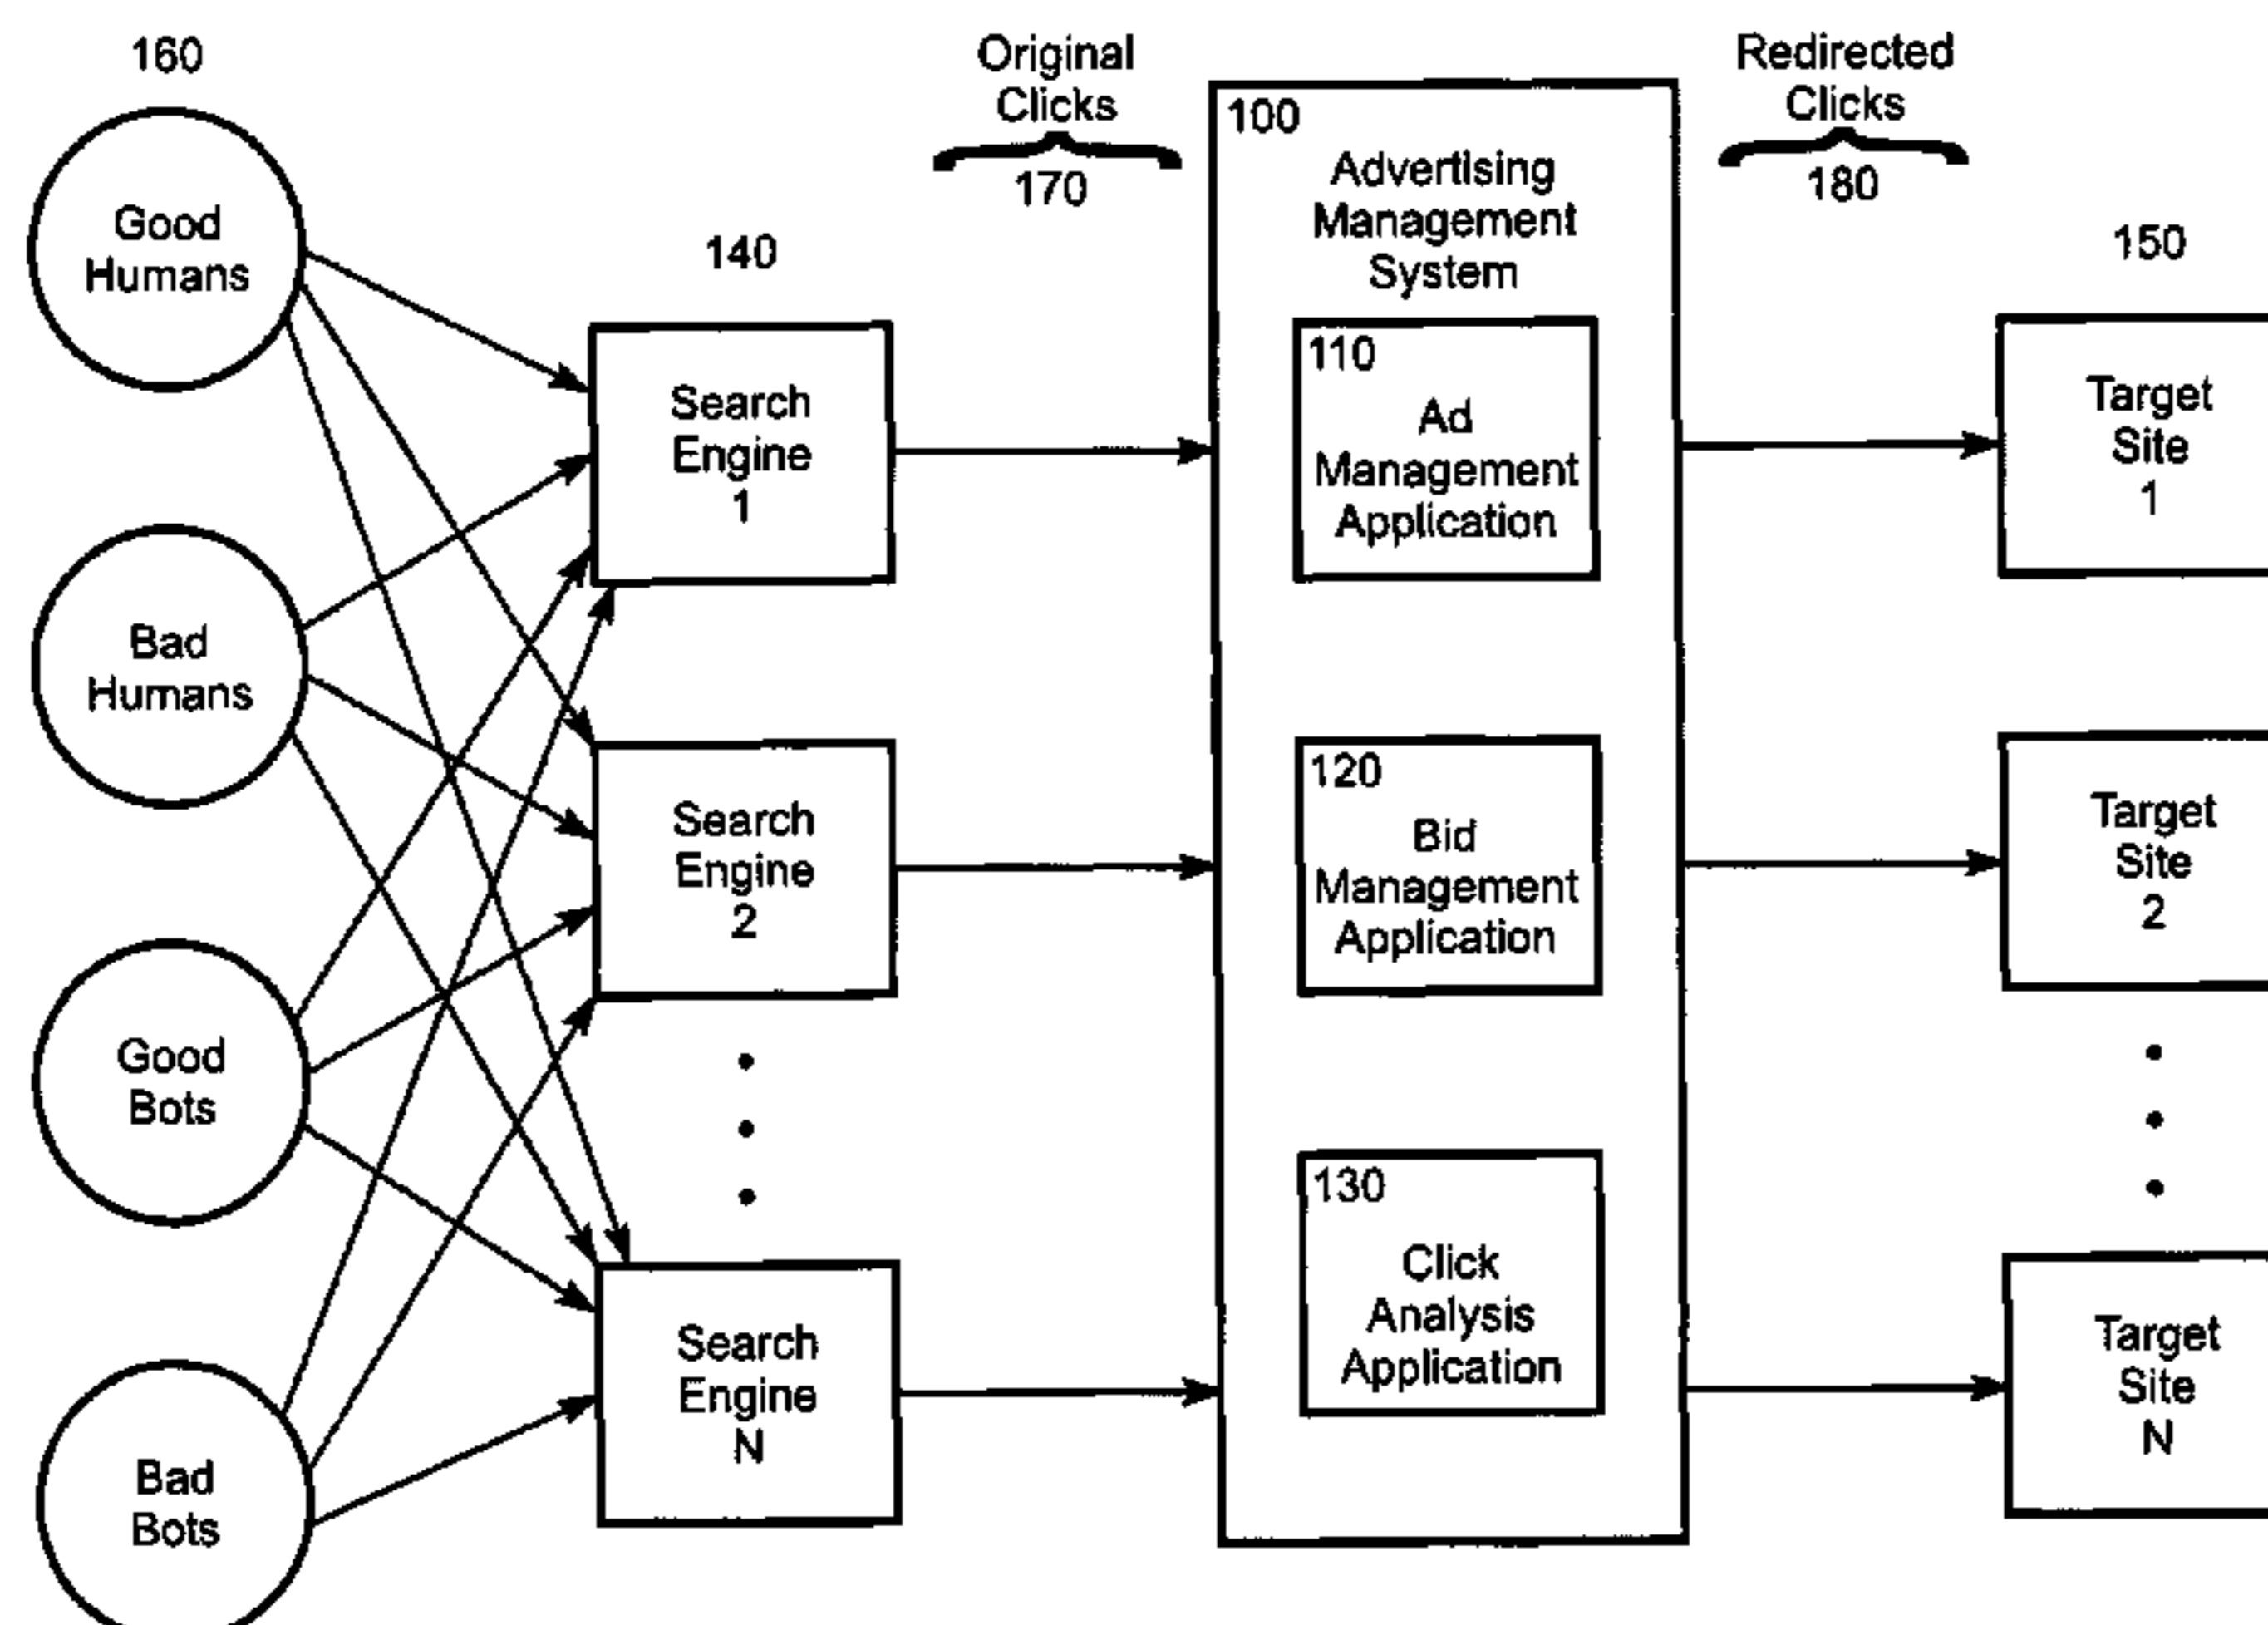 160
Good
Humans
Bad
Humans
Good
Bots
Bad
Bots
140
Search
Engine
1
Search
Engine
2
Search
Engine
N
Original
Clicks
170
100
Advertising
Management
System
110
Ad
Management
Application
120
Bid
Management
Application
130
Click
Analysis
Application
Redirected
Clicks
180
150
Target
Site
1
Target
Site
2
Target
Site
N